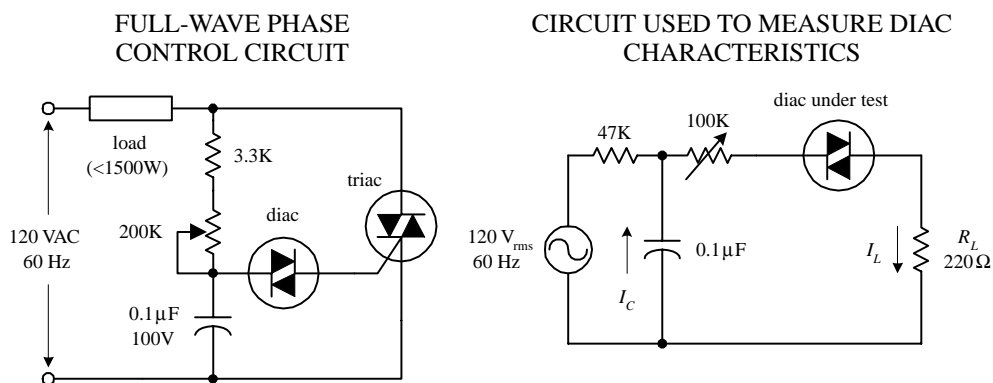 FULL-WAVE PHASE
CONTROL CIRCUIT
load
(<1500W)
3.3K
triac
diac
200K
120 VAC
60 Hz
0.1µF
100V
CIRCUIT USED TO MEASURE DIAC
CHARACTERISTICS
diac under test
47K
100K
120 Vrms
60 Hz
0.1µF
IC
IL
RL
220Ω